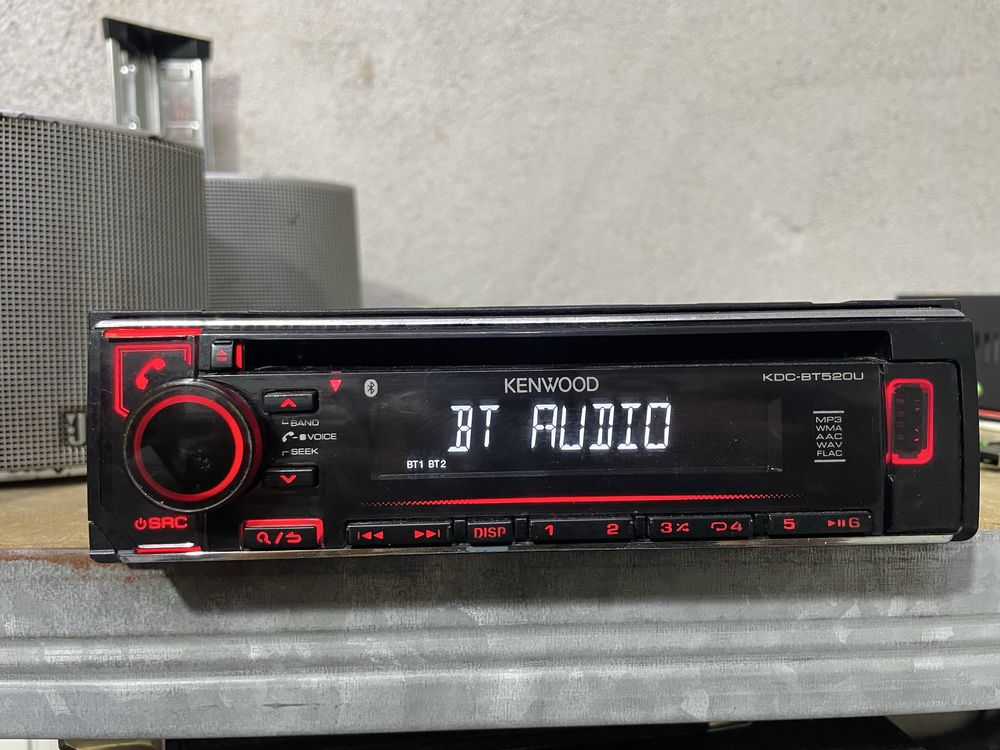 KENWOOD
KDC-BT520U
BT AUDIO
BT1 BT2
BAND
VOICE
SEEK
MP3
WMA
AAC
WAV
FLAC
SRC
DISP
1 2
3 4
5 6